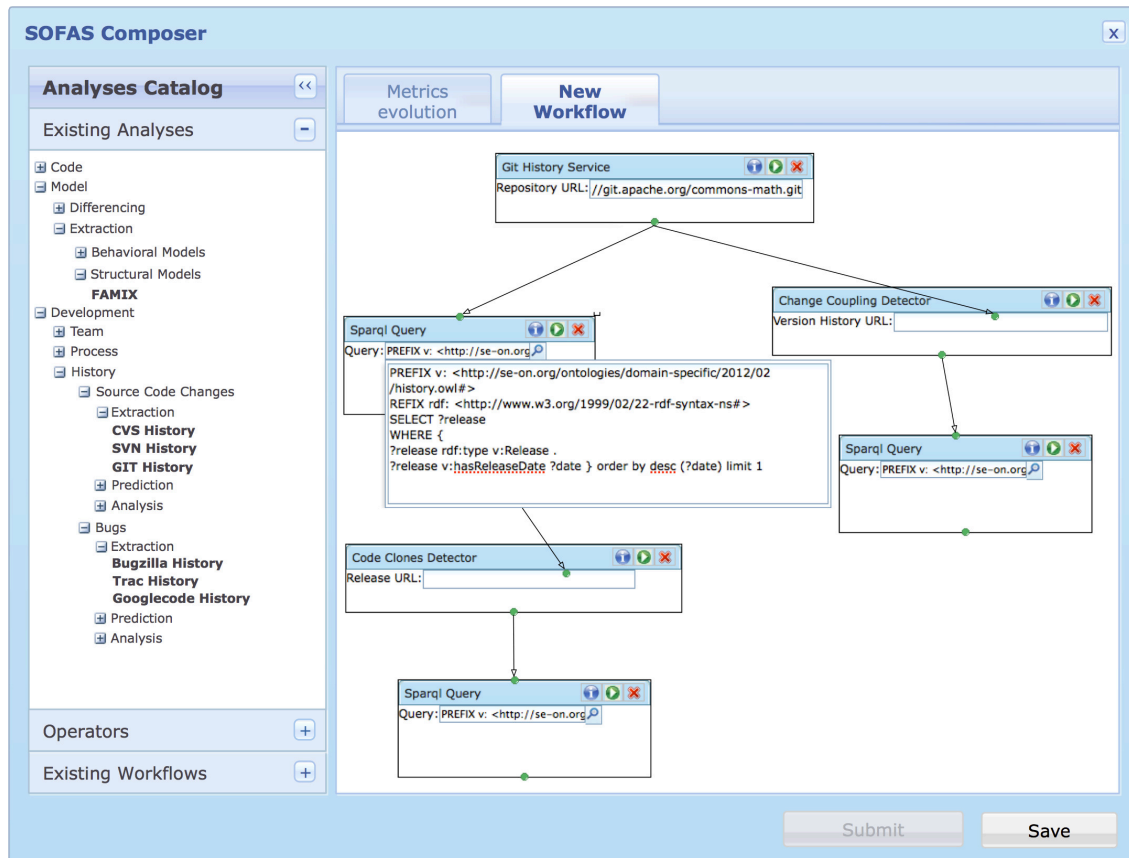 SOFAS Composer
x
Analyses Catalog
Existing Analyses
Code
Model
Differencing
Extraction
Behavioral Models
Structural Models
FAMIX
Development
Team
Process
History
Source Code Changes
Extraction
CVS History
SVN History
GIT History
Prediction
Analysis
Bugs
Extraction
Bugzilla History
Trac History
Googlecode History
Prediction
Analysis
Operators
Existing Workflows
Metrics
evolution
New
Workflow
Git History Service
Repository URL: //git.apache.org/commons-math.git
Change Coupling Detector
Version History URL:
Sparql Query
Query: PREFIX v: <http://se-on.org
PREFIX v: <http://se-on.org/ontologies/domain-specific/2012/02
/history.owl#>
REFIX rdf: <http://www.w3.org/1999/02/22-rdf-syntax-ns#>
SELECT ?release
WHERE {
?release rdf:type v:Release .
?release v:hasReleaseDate ?date } order by desc (?date) limit 1
Sparql Query
Query: PREFIX v: <http://se-on.org
Code Clones Detector
Release URL:
Sparql Query
Query: PREFIX v: <http://se-on.org
Submit
Save